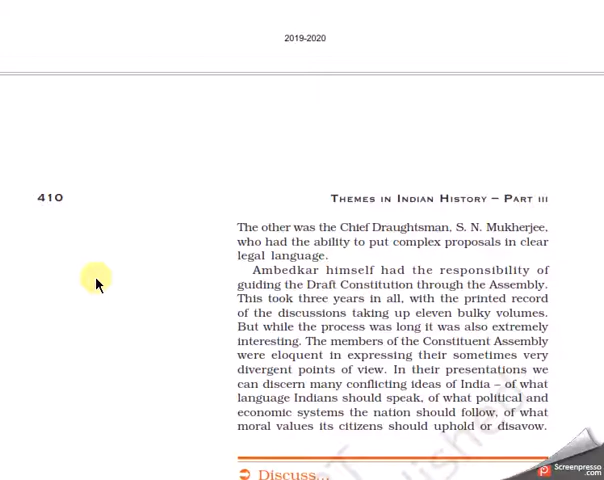 2019-2020
410
THEMES IN INDIAN HISTORY – PART III
The other was the Chief Draughtsman, S. N. Mukherjee,
who had the ability to put complex proposals in clear
legal language.
Ambedkar himself had the responsibility of
guiding the Draft Constitution through the Assembly.
This took three years in all, with the printed record
of the discussions taking up eleven bulky volumes.
But while the process was long it was also extremely
interesting. The members of the Constituent Assembly
were eloquent in expressing their sometimes very
divergent points of view. In their presentations we
can discern many conflicting ideas of India – of what
language Indians should speak, of what political and
economic systems the nation should follow, of what
moral values its citizens should uphold or disavow.
Discuss...
Screenpresso
.com